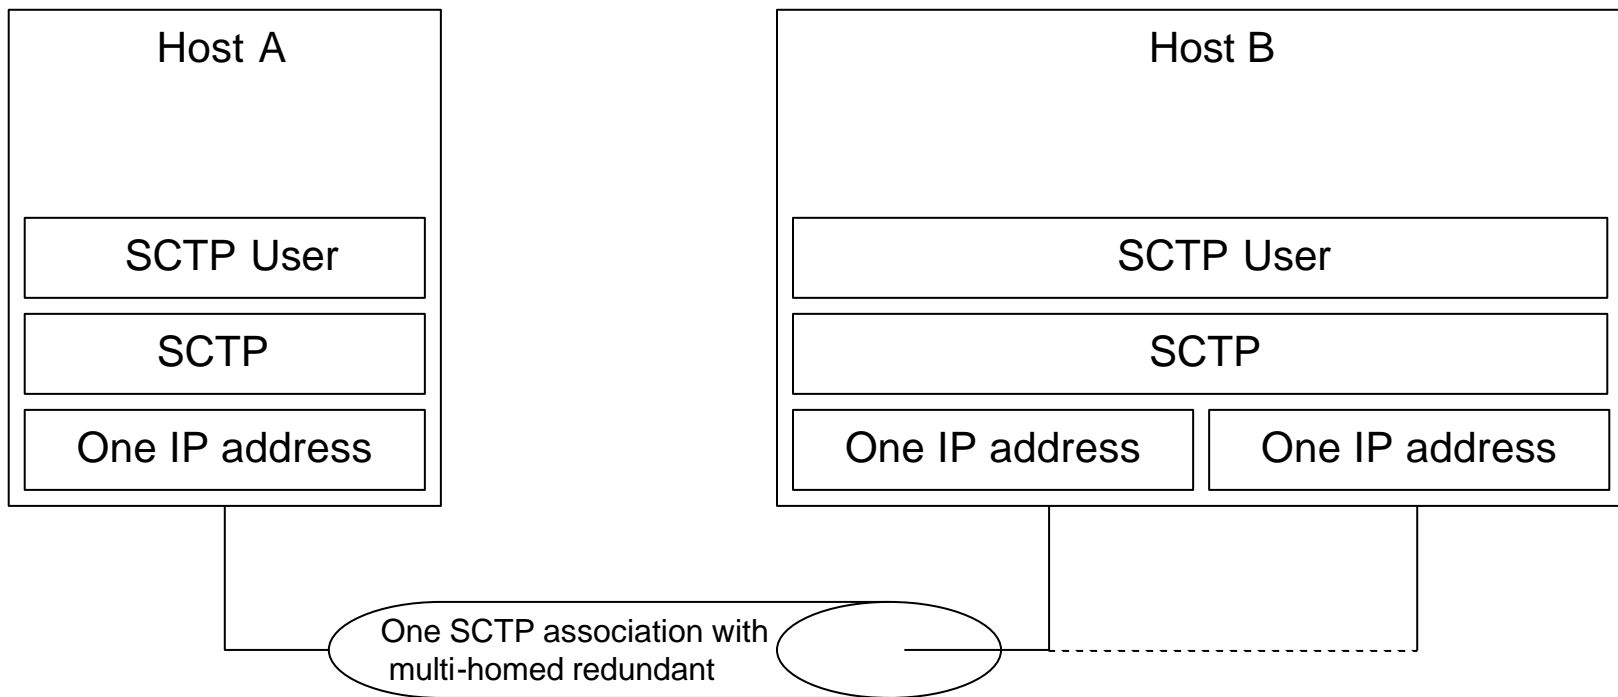 Host A
Host B
SCTP User
SCTP User
SCTP
SCTP
One IP address
One IP address
One IP address
One SCTP association with
multi-homed redundant